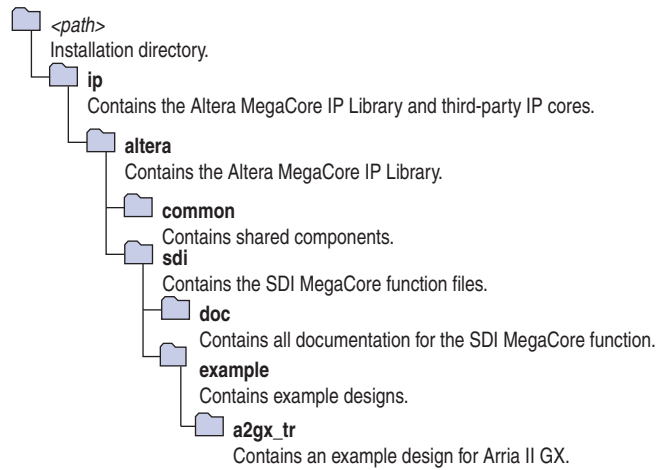 <path>
Installation directory.
ip
Contains the Altera MegaCore IP Library and third-party IP cores.
altera
Contains the Altera MegaCore IP Library.
common
Contains shared components.
sdi
Contains the SDI MegaCore function files.
doc
Contains all documentation for the SDI MegaCore function.
example
Contains example designs.
a2gx_tr
Contains an example design for Arria II GX.